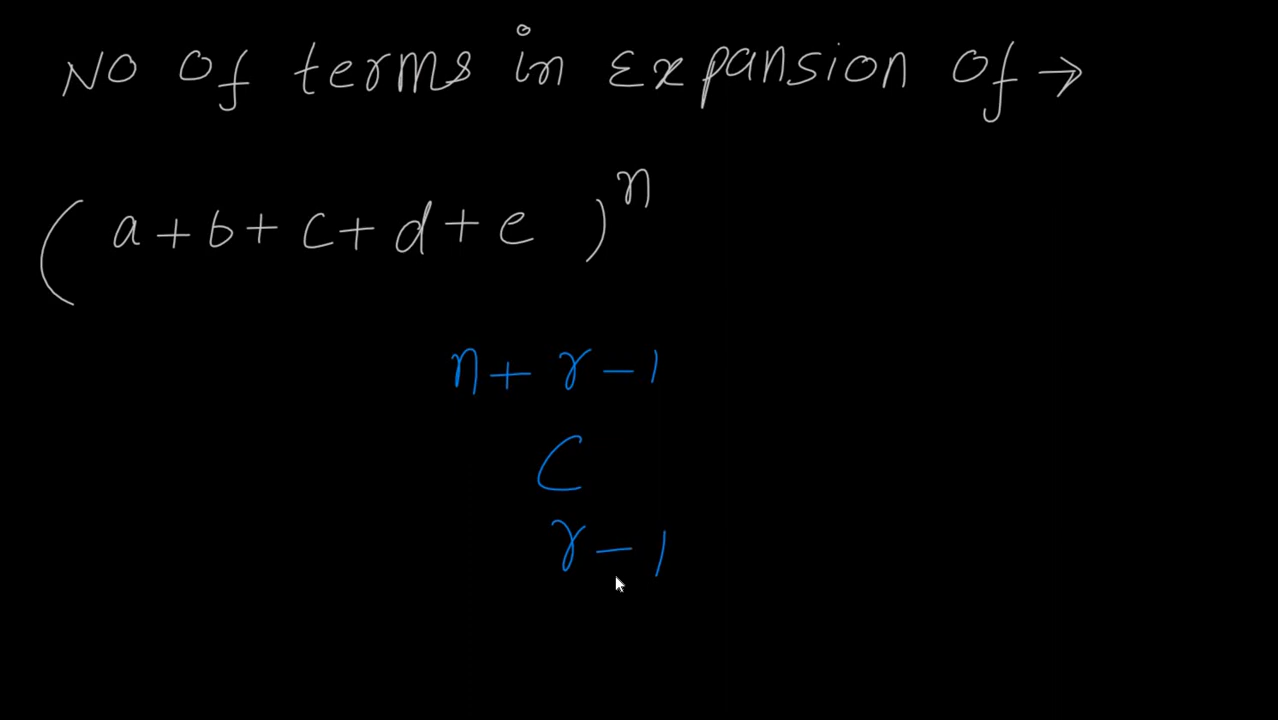 No Of terms in Expansion Of →
( a + b + c + d + e )^n
n + r - 1
C
r - 1